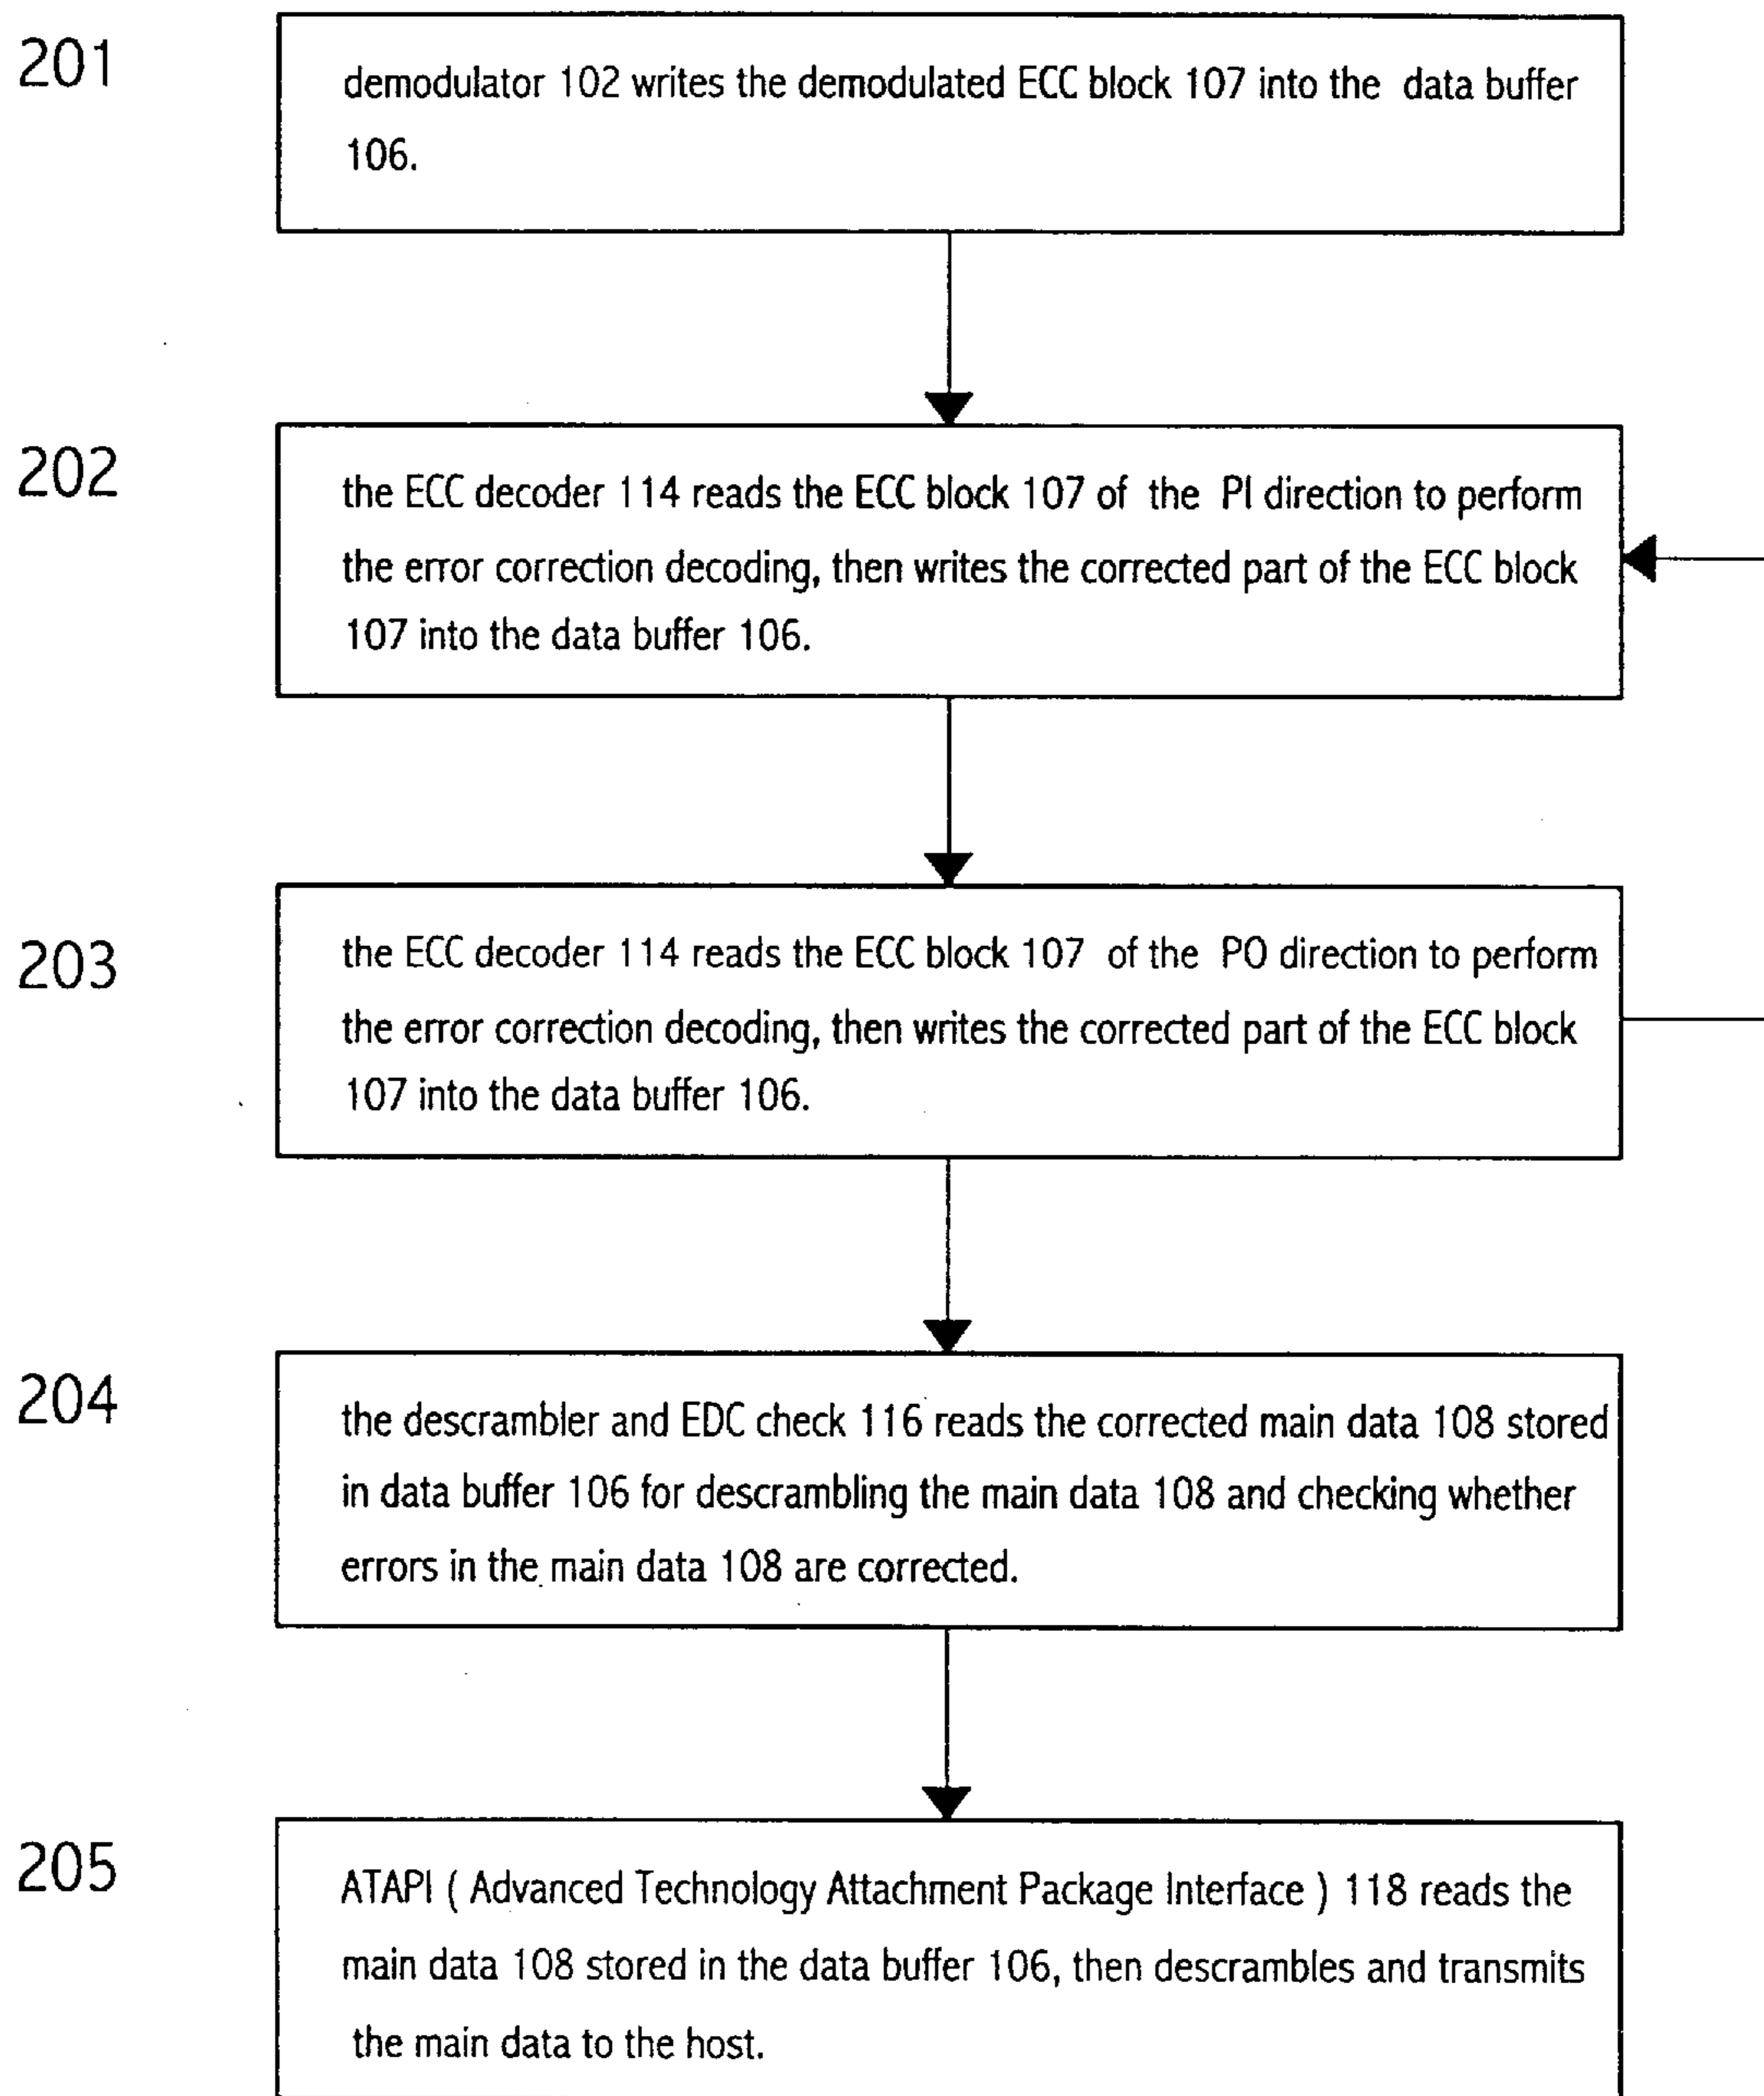 201
demodulator 102 writes the demodulated ECC block 107 into the data buffer
106.
202
the ECC decoder 114 reads the ECC block 107 of the PI direction to perform
the error correction decoding, then writes the corrected part of the ECC block
107 into the data buffer 106.
203
the ECC decoder 114 reads the ECC block 107 of the PO direction to perform
the error correction decoding, then writes the corrected part of the ECC block
107 into the data buffer 106.
204
the descrambler and EDC check 116 reads the corrected main data 108 stored
in data buffer 106 for descrambling the main data 108 and checking whether
errors in the main data 108 are corrected.
205
ATAPI ( Advanced Technology Attachment Package Interface ) 118 reads the
main data 108 stored in the data buffer 106, then descrambles and transmits
the main data to the host.